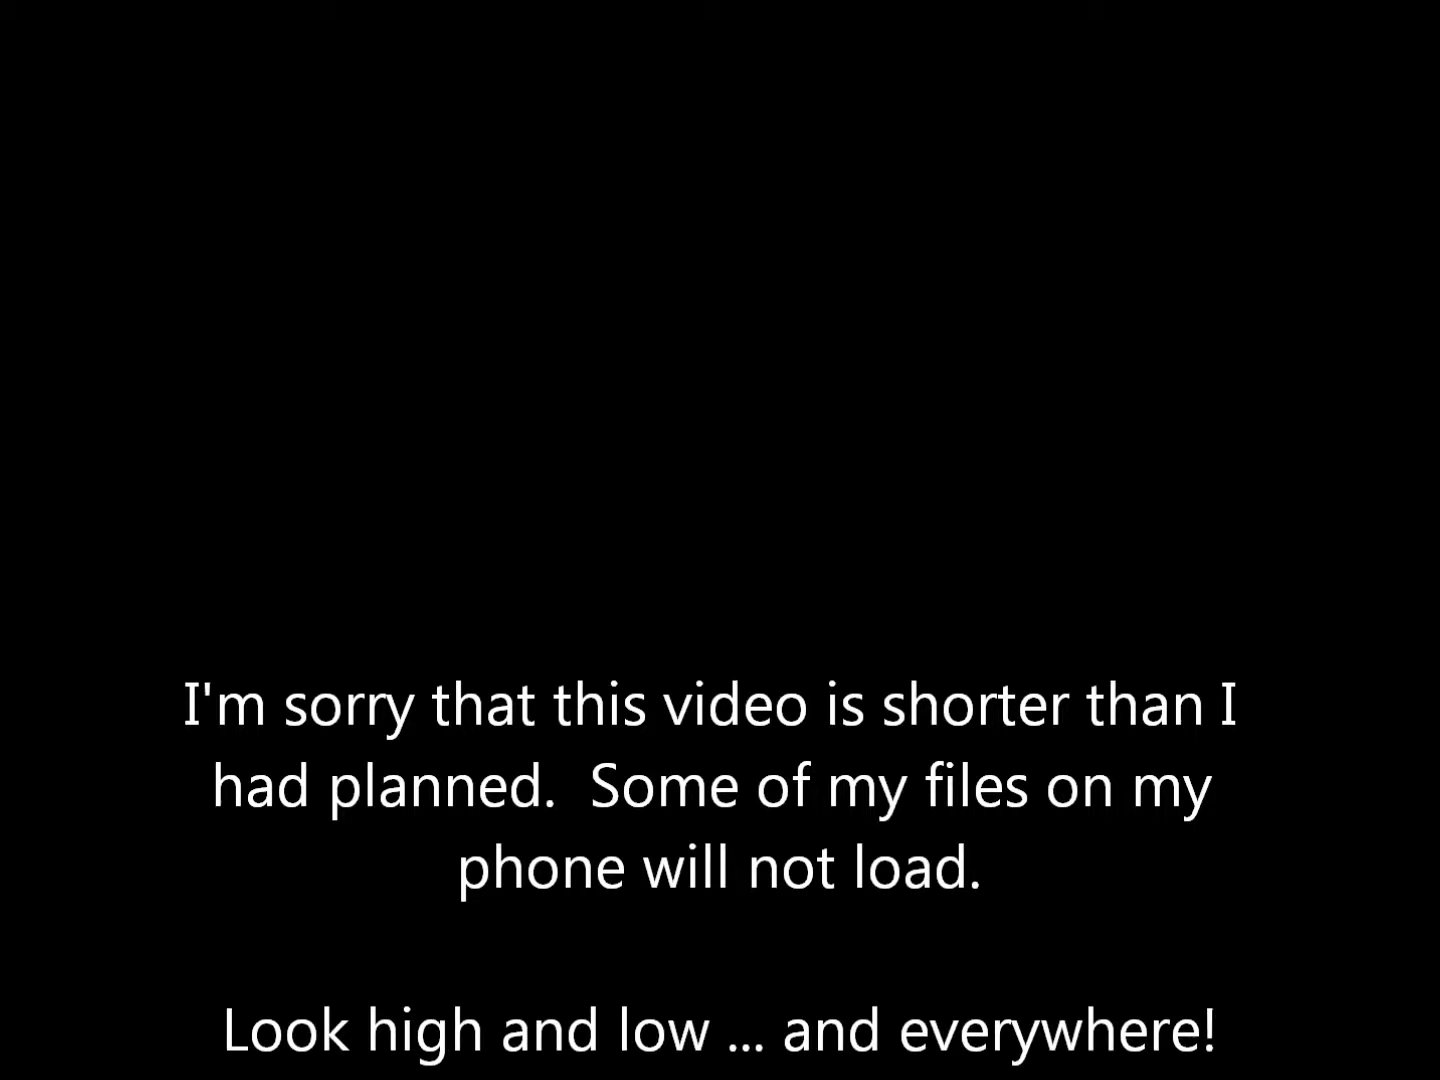 I'm sorry that this video is shorter than I
had planned.  Some of my files on my
phone will not load.
Look high and low ... and everywhere!